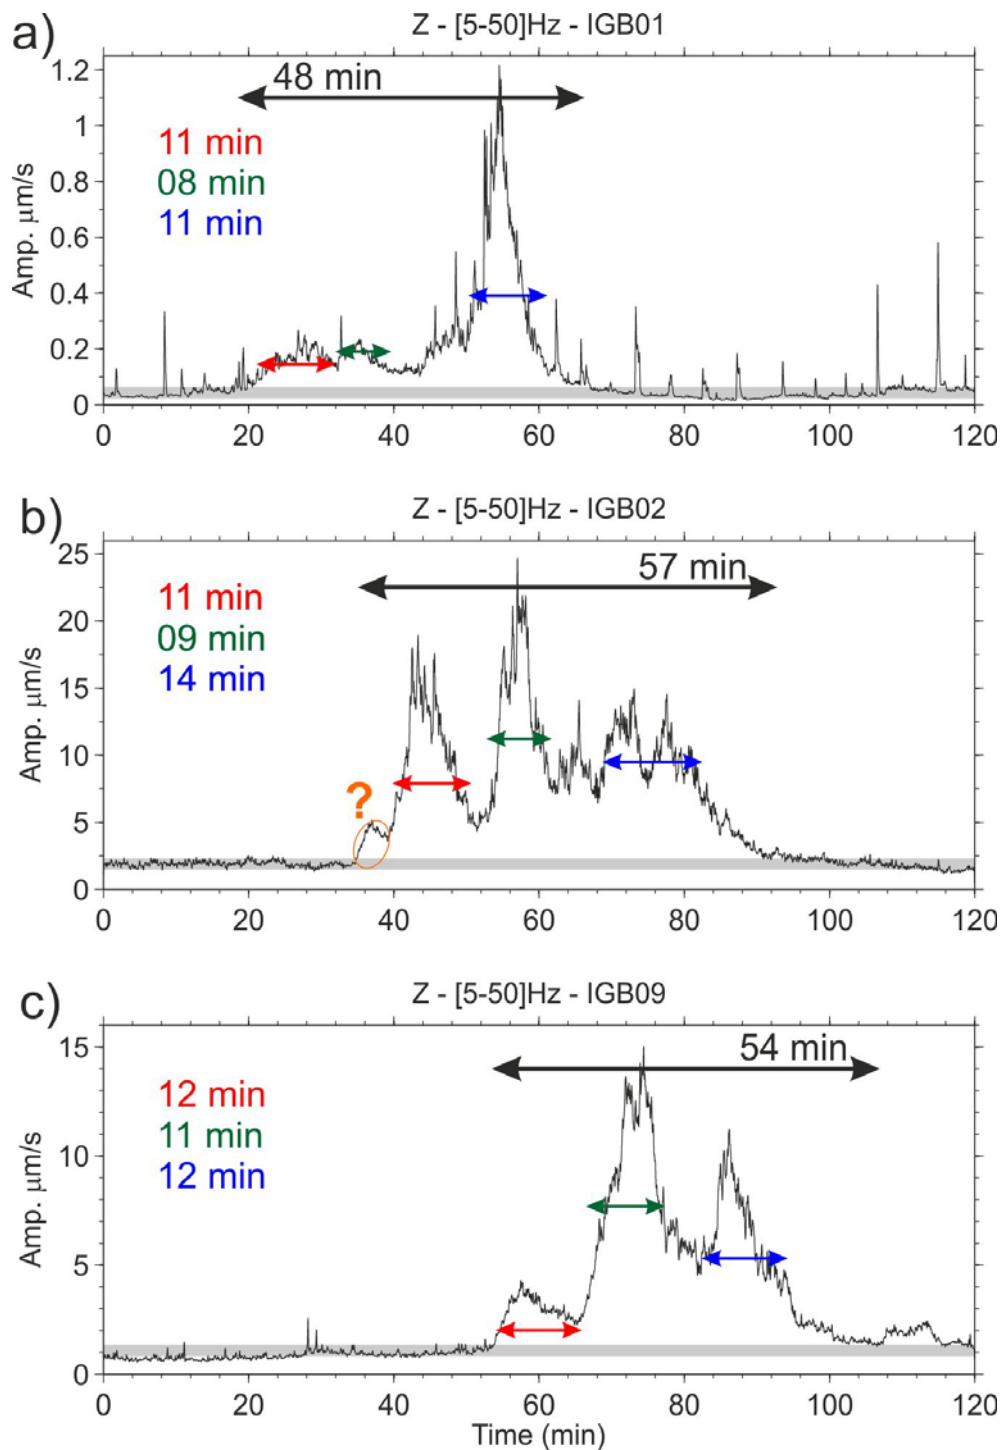 a)
Z - [5-50]Hz - IGB01
48 min
11 min
08 min
11 min
Amp. μm/s
1.2
1
0.8
0.6
0.4
0.2
0
0 20 40 60 80 100 120
b)
Z - [5-50]Hz - IGB02
57 min
11 min
09 min
14 min
?
Amp. μm/s
25
20
15
10
5
0
0 20 40 60 80 100 120
c)
Z - [5-50]Hz - IGB09
54 min
12 min
11 min
12 min
Amp. μm/s
15
10
5
0
0 20 40 60 80 100 120
Time (min)